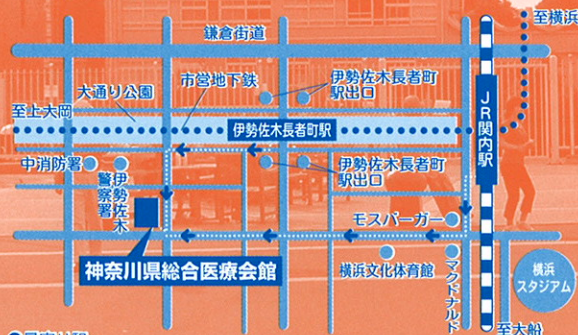 至横浜
鎌倉街道
伊勢佐木長者町
駅出口
市営地下鉄
大通り公園
至上大岡
JR関内駅
伊勢佐木長者町駅
中消防署
伊勢佐木
警察署
伊勢佐木長者町
駅出口
モスバーガー
神奈川県総合医療会館
横浜文化体育館
マクドナルド
横浜
スタジアム
至大船